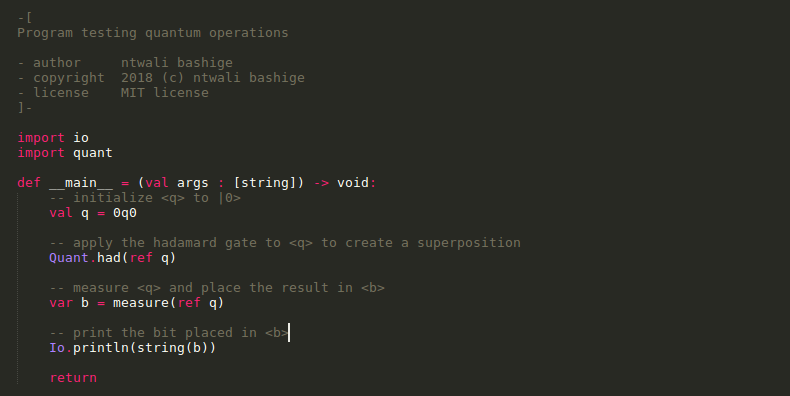 -[
Program testing quantum operations
- author     ntwali bashige
- copyright  2018 (c) ntwali bashige
- license    MIT license
]-
import io
import quant
def __main__ = (val args : [string]) -> void:
    -- initialize <q> to |0>
    val q = 0q0
    -- apply the hadamard gate to <q> to create a superposition
    Quant.had(ref q)
    -- measure <q> and place the result in <b>
    var b = measure(ref q)
    -- print the bit placed in <b>
    Io.println(string(b))
    return